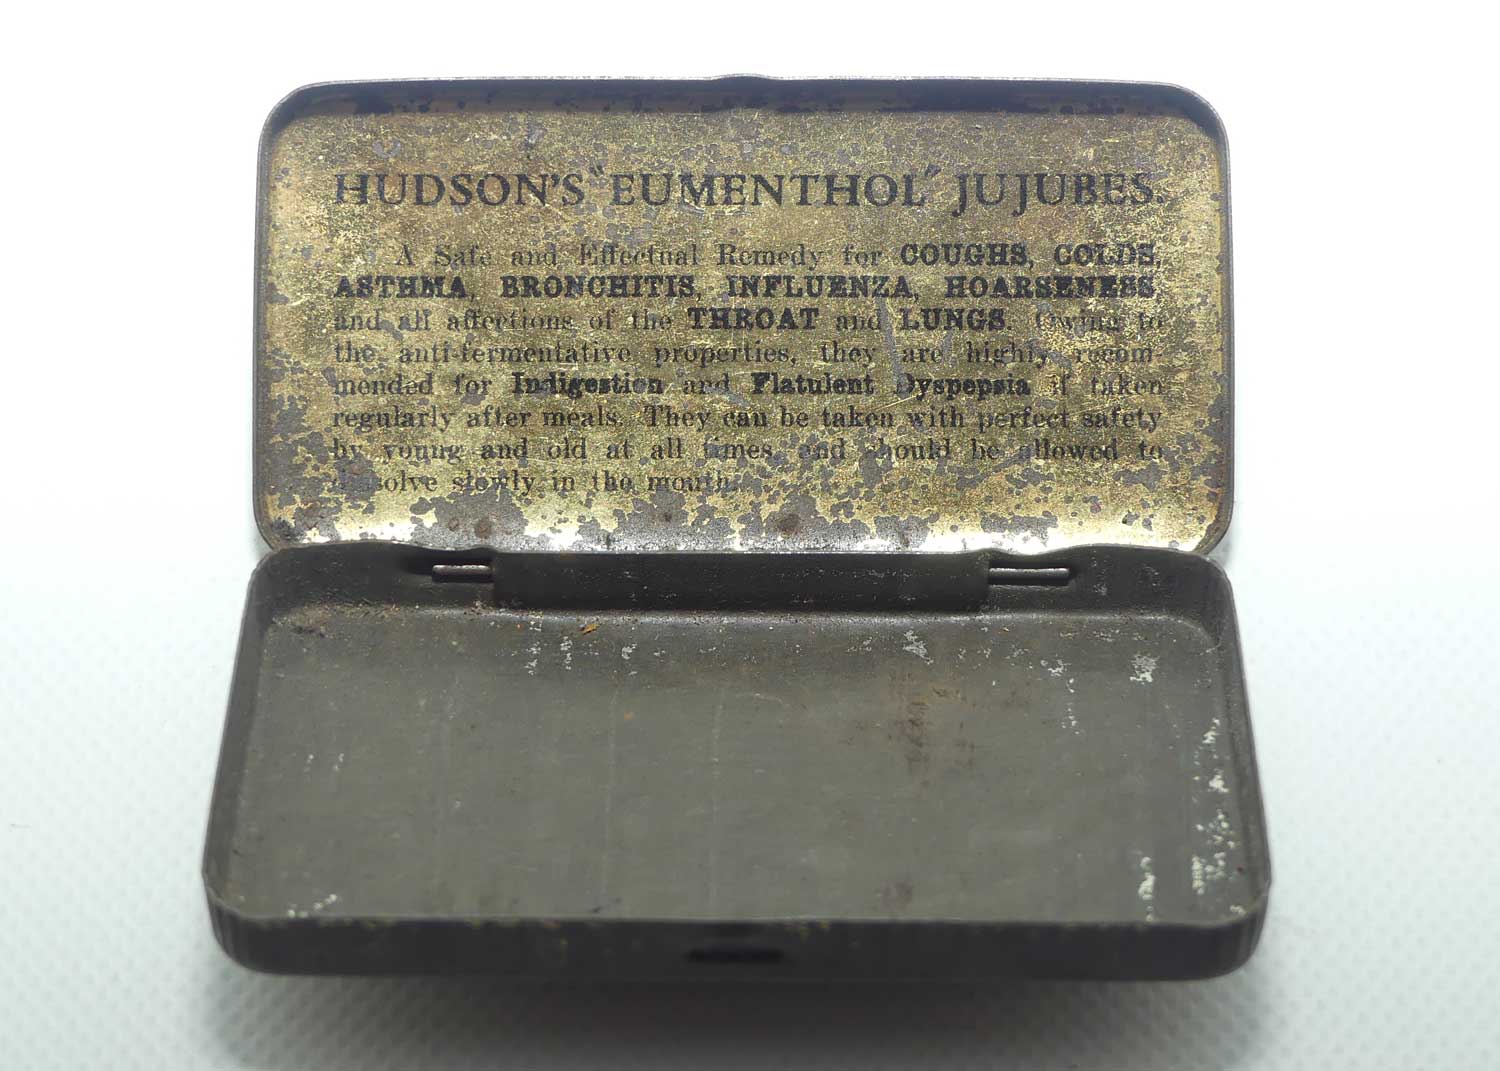 HUDSON'S "EUMENTHOL" JUJUBES.
A Safe and Effectual Remedy for COUGHS, COLDS,
ASTHMA, BRONCHITIS, INFLUENZA, HOARSENESS
and all affections of the THROAT and LUNGS. Owing to
the anti-fermentative properties, they are highly recom-
mended for Indigestion and Flatulent Dyspepsia if taken
regularly after meals. They can be taken with perfect safety
by young and old at all times and should be allowed to
dissolve slowly in the mouth.